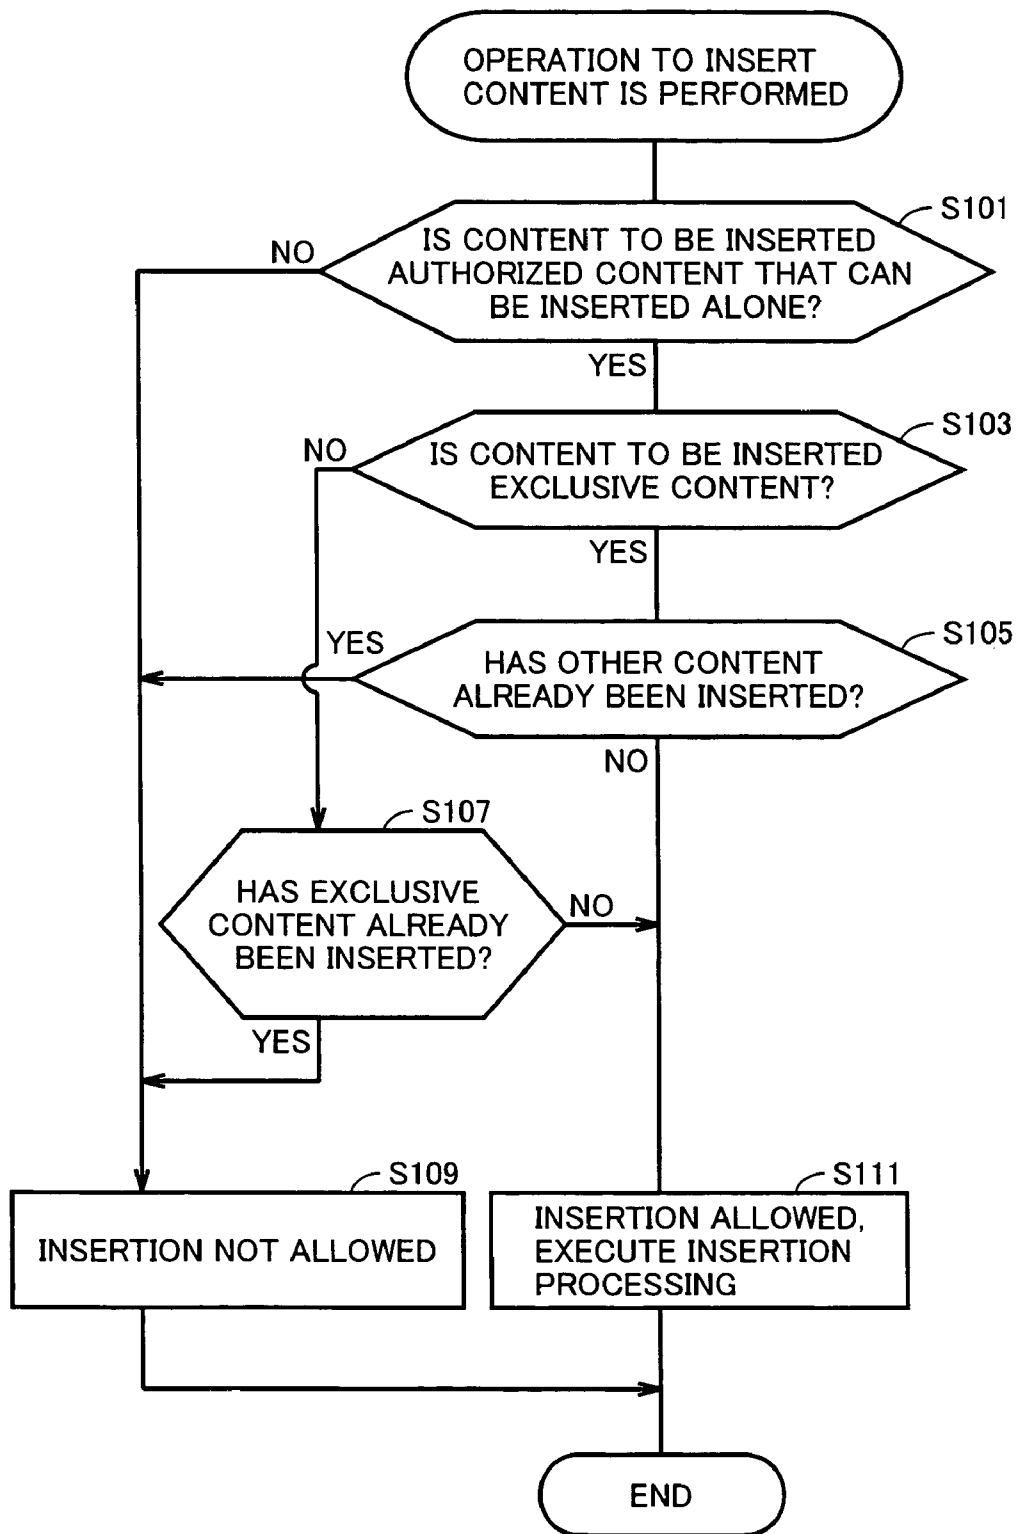 OPERATION TO INSERT
CONTENT IS PERFORMED
S101
NO
IS CONTENT TO BE INSERTED
AUTHORIZED CONTENT THAT CAN
BE INSERTED ALONE?
YES
S103
NO
IS CONTENT TO BE INSERTED
EXCLUSIVE CONTENT?
YES
S105
YES
HAS OTHER CONTENT
ALREADY BEEN INSERTED?
NO
S107
HAS EXCLUSIVE
CONTENT ALREADY
BEEN INSERTED?
NO
YES
S109
INSERTION NOT ALLOWED
S111
INSERTION ALLOWED,
EXECUTE INSERTION
PROCESSING
END